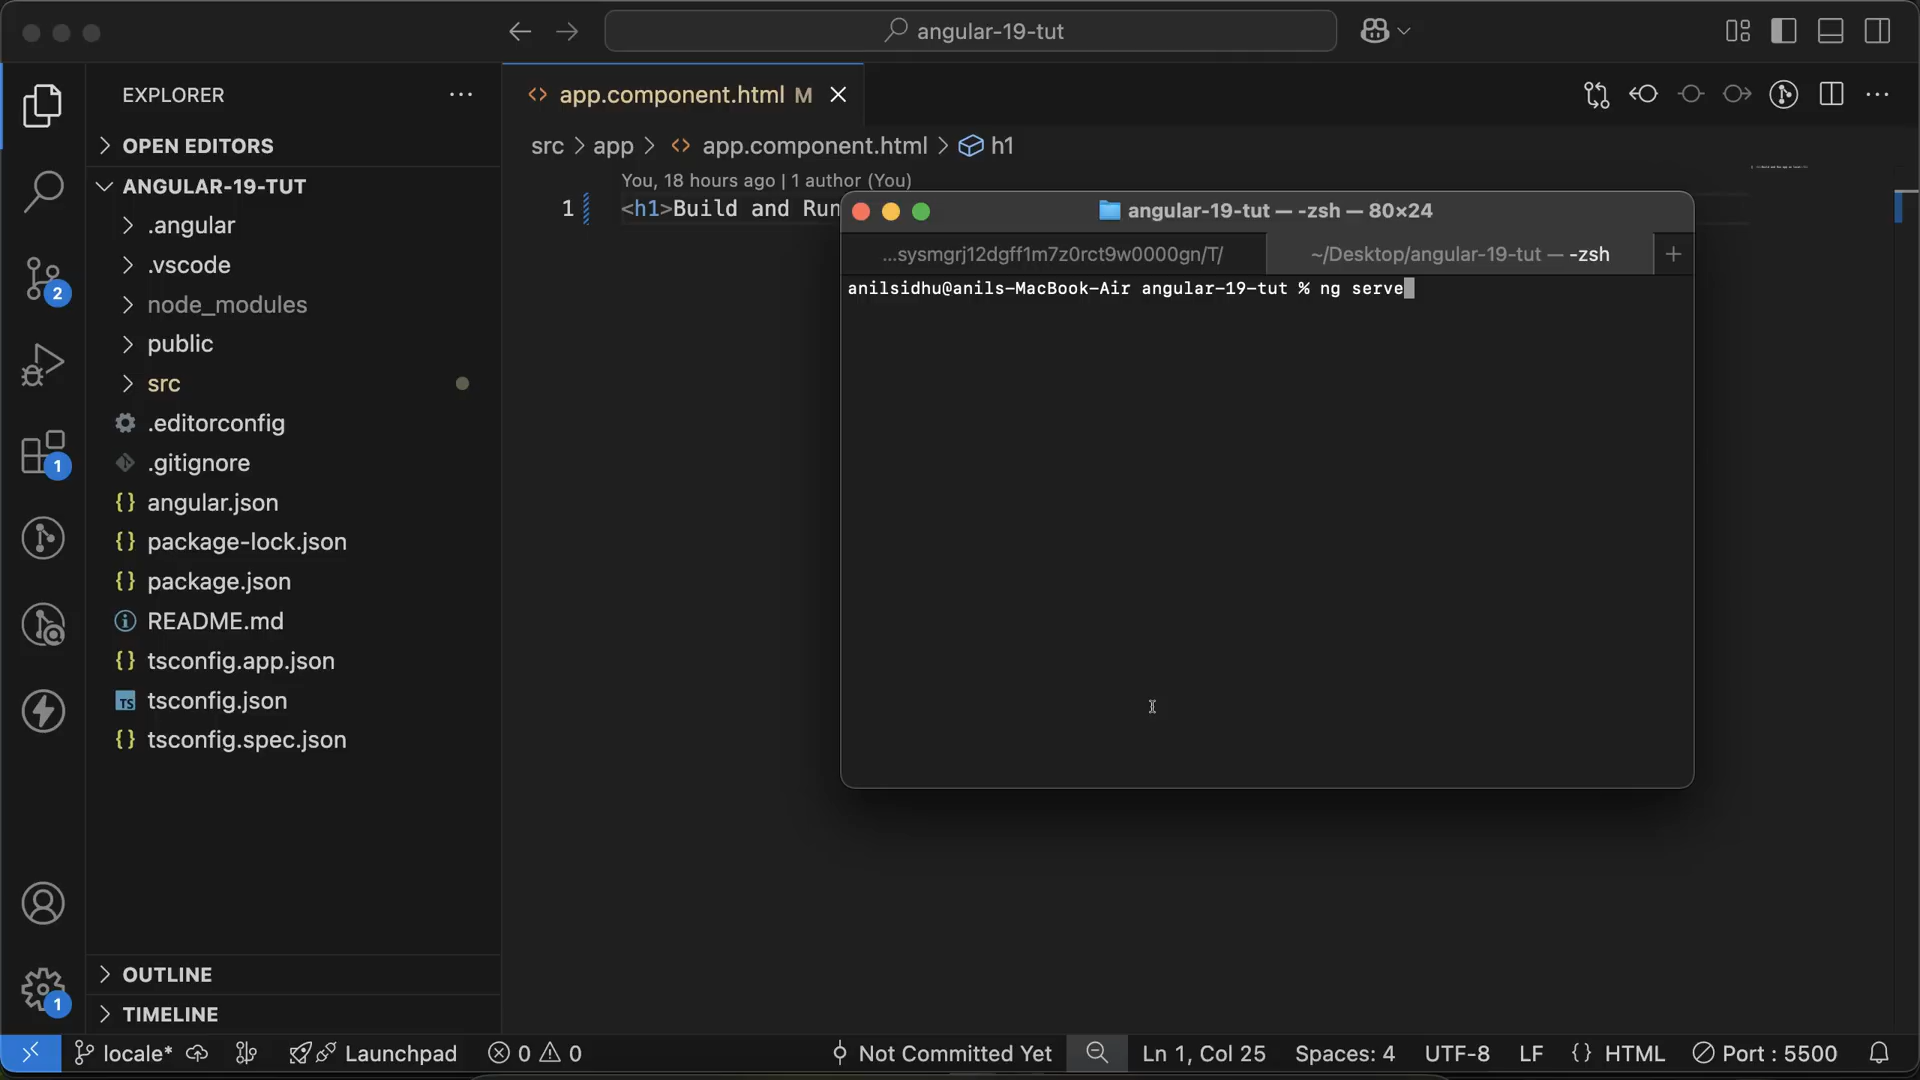 angular-19-tut
EXPLORER
OPEN EDITORS
ANGULAR-19-TUT
.angular
.vscode
node_modules
public
src
.editorconfig
.gitignore
angular.json
package-lock.json
package.json
README.md
tsconfig.app.json
tsconfig.json
tsconfig.spec.json
OUTLINE
TIMELINE
2
1
1
app.component.html M
src > app > app.component.html > h1
You, 18 hours ago | 1 author (You)
1 <h1>Build and Run
angular-19-tut — -zsh — 80×24
...sysmgrj12dgff1m7z0rct9w0000gn/T/
~/Desktop/angular-19-tut — -zsh
anilsidhu@anils-MacBook-Air angular-19-tut % ng serve
locale* Launchpad 0 0 Not Committed Yet Ln 1, Col 25 Spaces: 4 UTF-8 LF {} HTML Port : 5500